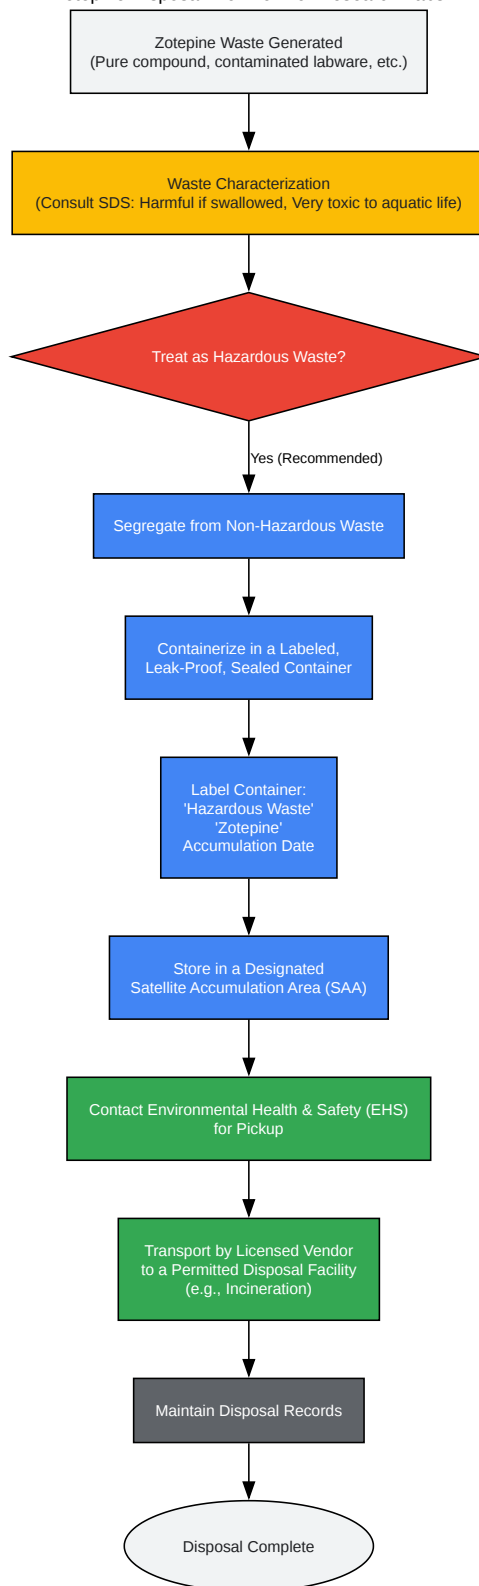 Zotepine Waste Generated
(Pure compound, contaminated labware, etc.)
Waste Characterization
(Consult SDS: Harmful if swallowed, Very toxic to aquatic life)
Treat as Hazardous Waste?
Yes (Recommended)
Segregate from Non-Hazardous Waste
Containerize in a Labeled,
Leak-Proof, Sealed Container
Label Container:
'Hazardous Waste'
'Zotepine'
Accumulation Date
Store in a Designated
Satellite Accumulation Area (SAA)
Contact Environmental Health & Safety (EHS)
for Pickup
Transport by Licensed Vendor
to a Permitted Disposal Facility
(e.g., Incineration)
Maintain Disposal Records
Disposal Complete